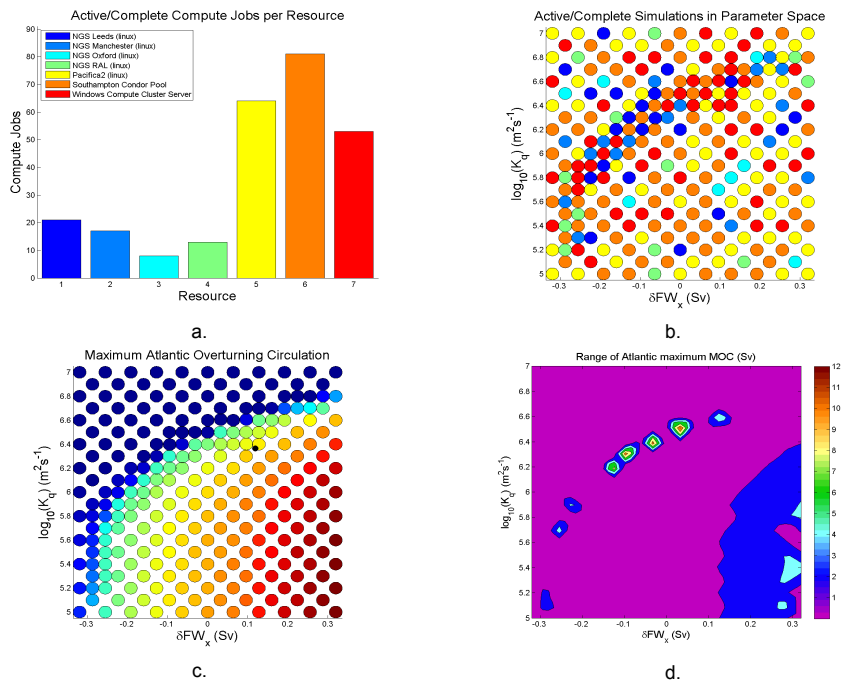 Active/Complete Compute Jobs per Resource
90
80
70
60
50
40
30
20
10
0
Compute Jobs
NGS Leeds (linux)
NGS Manchester (linux)
NGS Oxford (linux)
NGS RAL (linux)
Pacifica2 (linux)
Southampton Condor Pool
Windows Compute Cluster Server
1 2 3 4 5 6 7
Resource
a.
Active/Complete Simulations in Parameter Space
7
6.8
6.6
6.4
6.2
6
5.8
5.6
5.4
5.2
5
log10(Kq) (m2s-1)
-0.3 -0.2 -0.1 0 0.1 0.2 0.3
δFWx (Sv)
b.
Maximum Atlantic Overturning Circulation
7
6.8
6.6
6.4
6.2
6
5.8
5.6
5.4
5.2
5
log10(Kq) (m2s-1)
-0.3 -0.2 -0.1 0 0.1 0.2 0.3
δFWx (Sv)
c.
Range of Atlantic maximum MOC (Sv)
7.0
6.8
6.6
6.4
6.2
6.0
5.8
5.6
5.4
5.2
5.0
log10(Kq) (m2s-1)
-0.3 -0.2 -0.1 0 0.1 0.2 0.3
δFWx (Sv)
12
11
10
9
8
7
6
5
4
3
2
1
d.